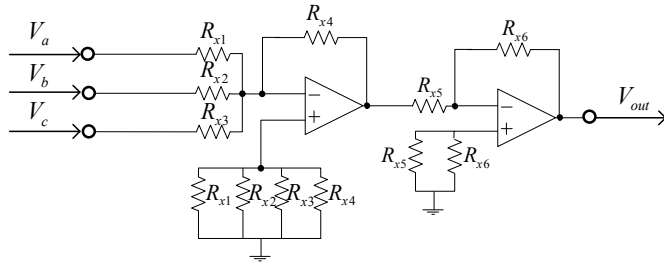 V_a
V_b
V_c
R_x1
R_x2
R_x3
R_x4
R_x1
R_x2
R_x3
R_x4
R_x5
R_x6
R_x5
R_x6
V_out
−
+
−
+